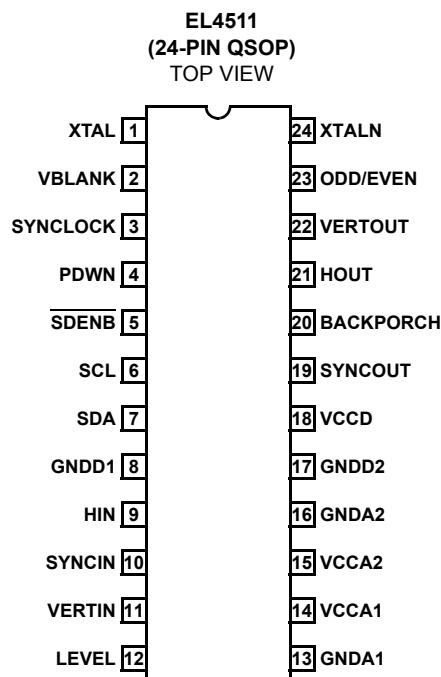 EL4511
(24-PIN QSOP)
TOP VIEW
XTAL 1 24 XTALN
VBLANK 2 23 ODD/EVEN
SYNCLOCK 3 22 VERTOUT
PDWN 4 21 HOUT
SDENB 5 20 BACKPORCH
SCL 6 19 SYNCOUT
SDA 7 18 VCCD
GNDD1 8 17 GNDD2
HIN 9 16 GNDA2
SYNCIN 10 15 VCCA2
VERTIN 11 14 VCCA1
LEVEL 12 13 GNDA1